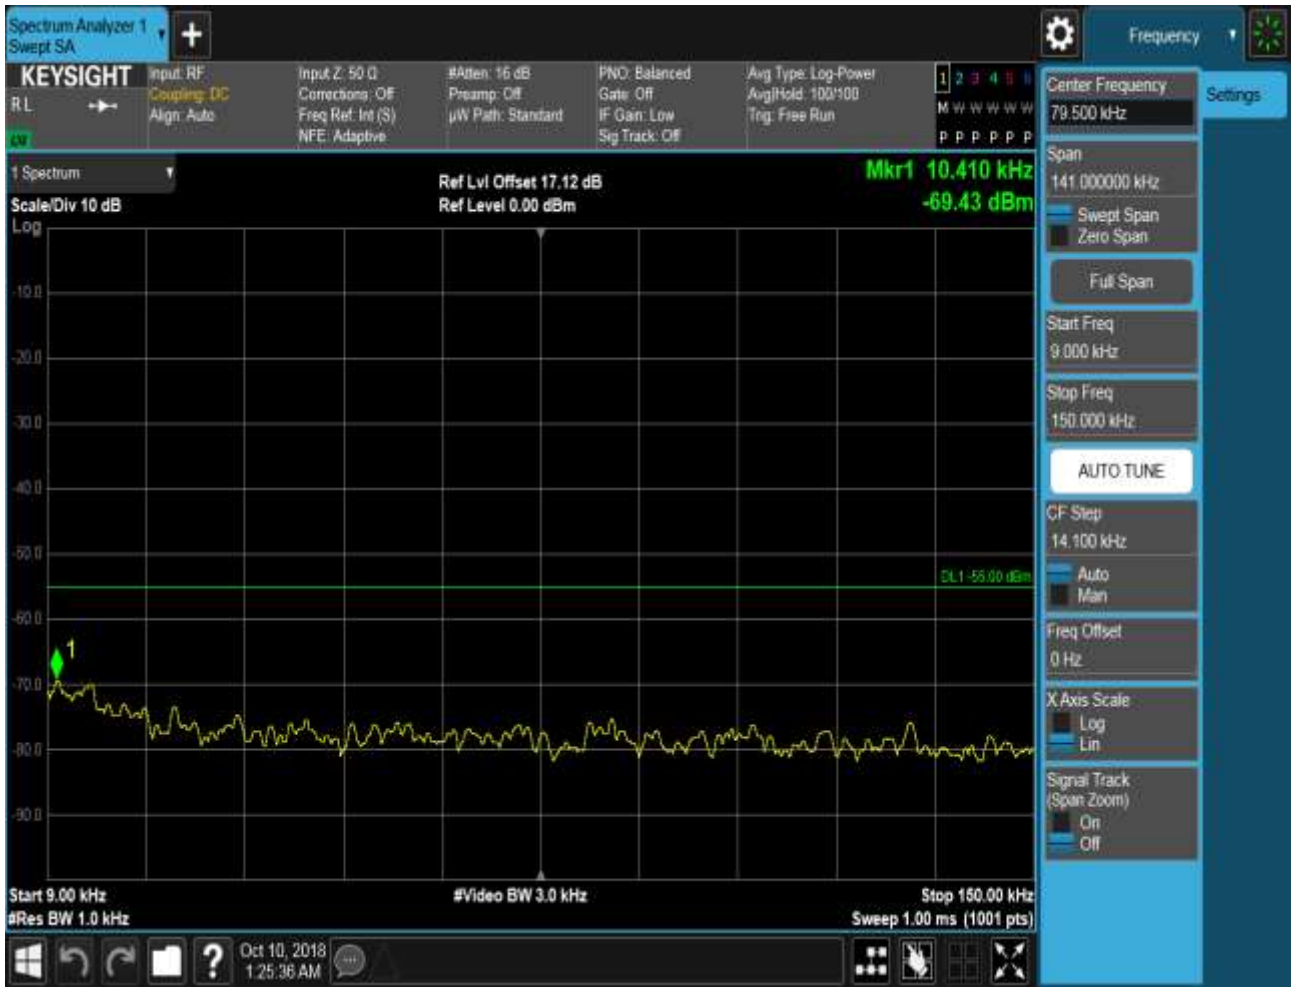 Spectrum Analyzer 1
Swept SA
Frequency
KEYSIGHT
RL
Input: RF
Coupling: DC
Align: Auto
Input Z: 50 Ω
Corrections: Off
Freq Ref: Int (S)
NFE: Adaptive
#Atten: 16 dB
Preamp: Off
µW Path: Standard
PNO: Balanced
Gate: Off
IF Gain: Low
Sig Track: Off
Avg Type: Log-Power
Avg|Hold: 100/100
Trig: Free Run
1 2 3 4 5 6
M W W W W W
P P P P P P
1 Spectrum
Scale/Div 10 dB
Log
Ref Lvl Offset 17.12 dB
Ref Level 0.00 dBm
Mkr1 10.410 kHz
-69.43 dBm
-10.0
-20.0
-30.0
-40.0
-50.0
-60.0
-70.0
-80.0
-90.0
DL1 -55.00 dBm
1
Start 9.00 kHz
#Res BW 1.0 kHz
#Video BW 3.0 kHz
Stop 150.00 kHz
Sweep 1.00 ms (1001 pts)
Center Frequency
79.500 kHz
Settings
Span
141.000000 kHz
Swept Span
Zero Span
Full Span
Start Freq
9.000 kHz
Stop Freq
150.000 kHz
AUTO TUNE
CF Step
14.100 kHz
Auto
Man
Freq Offset
0 Hz
X Axis Scale
Log
Lin
Signal Track
(Span Zoom)
On
Off
?
Oct 10, 2018
1:25:36 AM